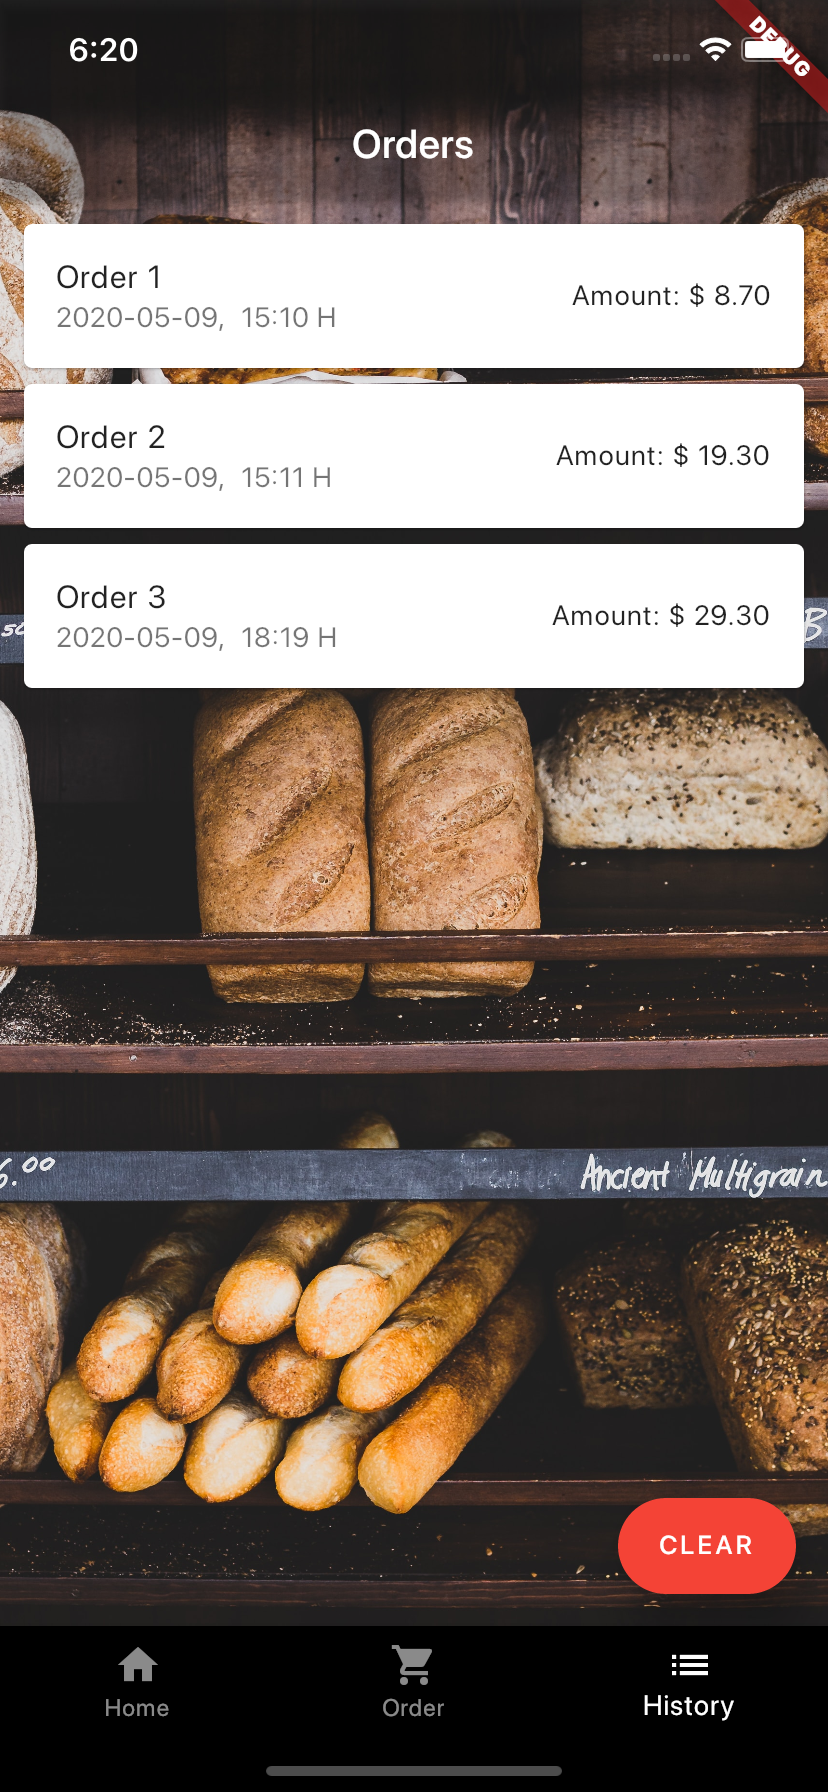 6:20
DEBUG
Orders
Order 1
2020-05-09, 15:10 H
Amount: $ 8.70
Order 2
2020-05-09, 15:11 H
Amount: $ 19.30
Order 3
2020-05-09, 18:19 H
Amount: $ 29.30
6.00
Ancient Multigrain
CLEAR
Home
Order
History